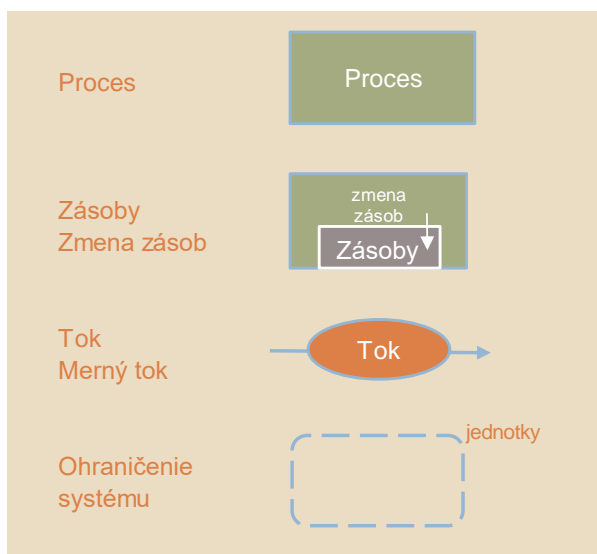 Proces
Proces
Zásoby
Zmena zásob
zmena
zásob
Zásoby
Tok
Merný tok
Tok
jednotky
Ohraničenie
systému